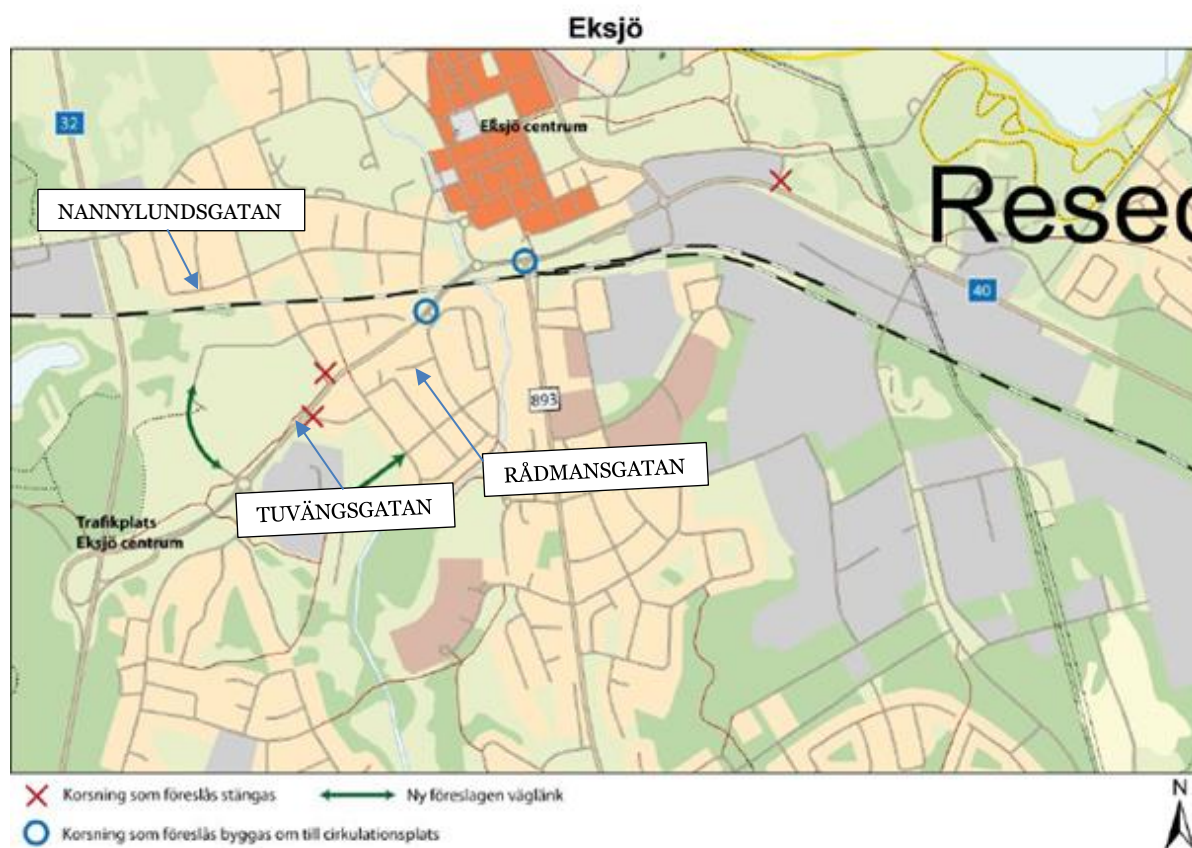 Eksjö
32
Eksjö centrum
NANNYLUNDSGATAN
Resec
40
893
RÅDMANSGATAN
TUVÄNGSGATAN
Trafikplats
Eksjö centrum
Korsning som föreslås stängas
Ny föreslagen väglänk
Korsning som föreslås byggas om till cirkulationsplats
N